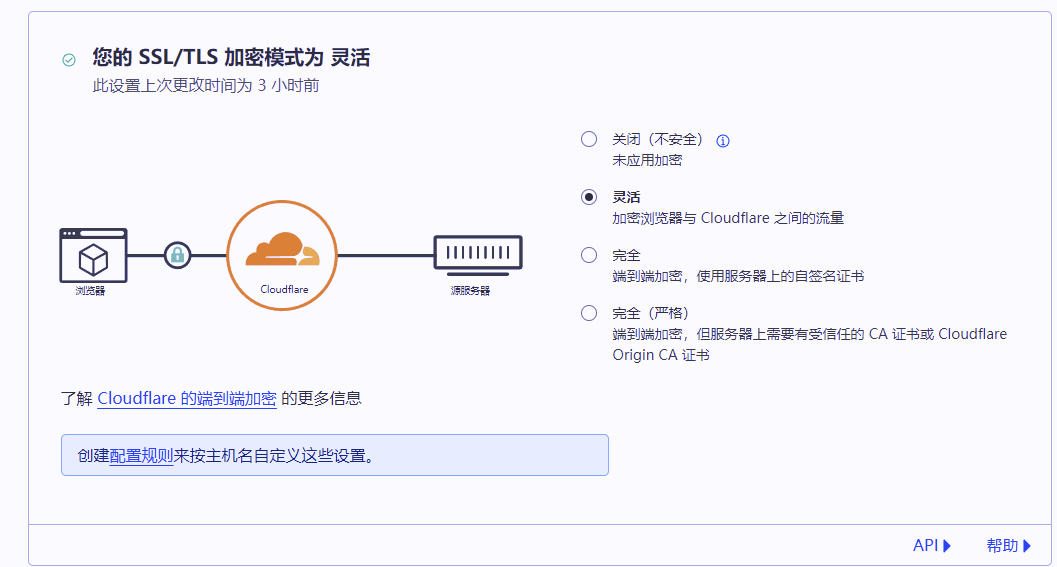 您的 SSL/TLS 加密模式为 灵活
此设置上次更改时间为 3 小时前
关闭（不安全）
未应用加密
灵活
加密浏览器与 Cloudflare 之间的流量
完全
端到端加密，使用服务器上的自签名证书
完全（严格）
端到端加密，但服务器上需要有受信任的 CA 证书或 Cloudflare
Origin CA 证书
浏览器
Cloudflare
源服务器
了解 Cloudflare 的端到端加密 的更多信息
创建配置规则来按主机名自定义这些设置。
API
帮助